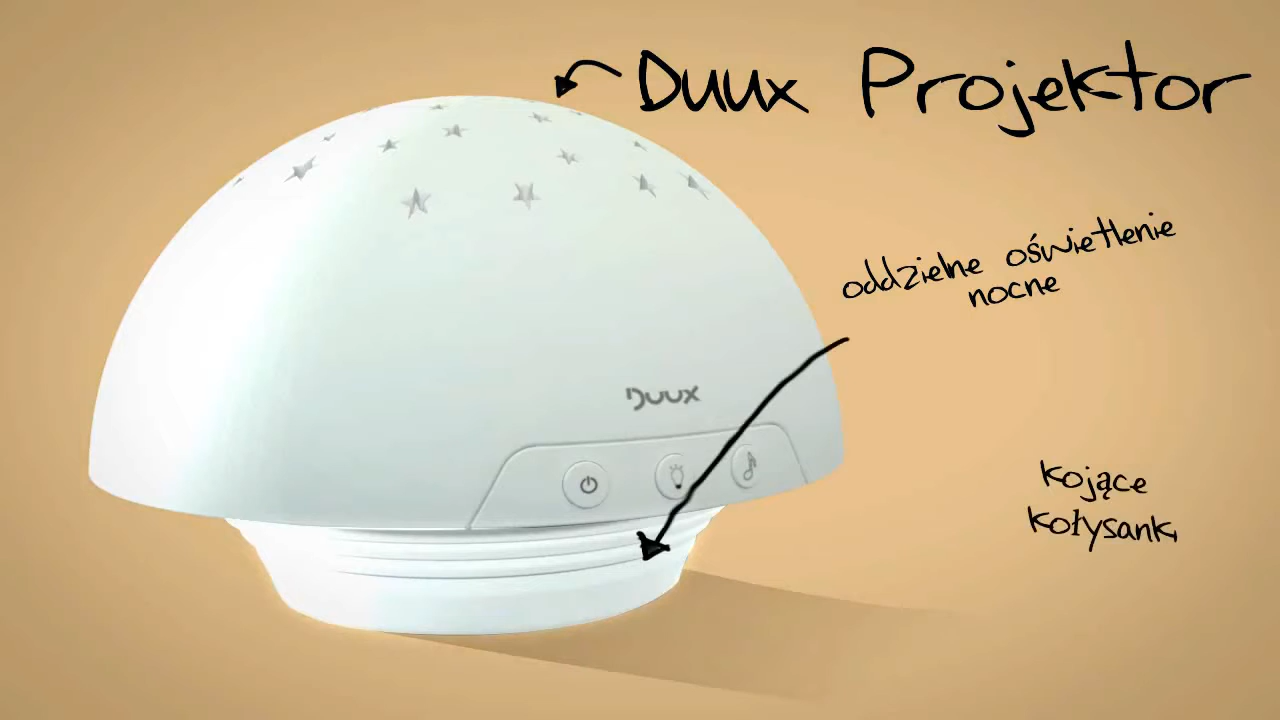 Duux Projektor
oddzielne oświetlenie
nocne
Duux
kojące
kołysanki